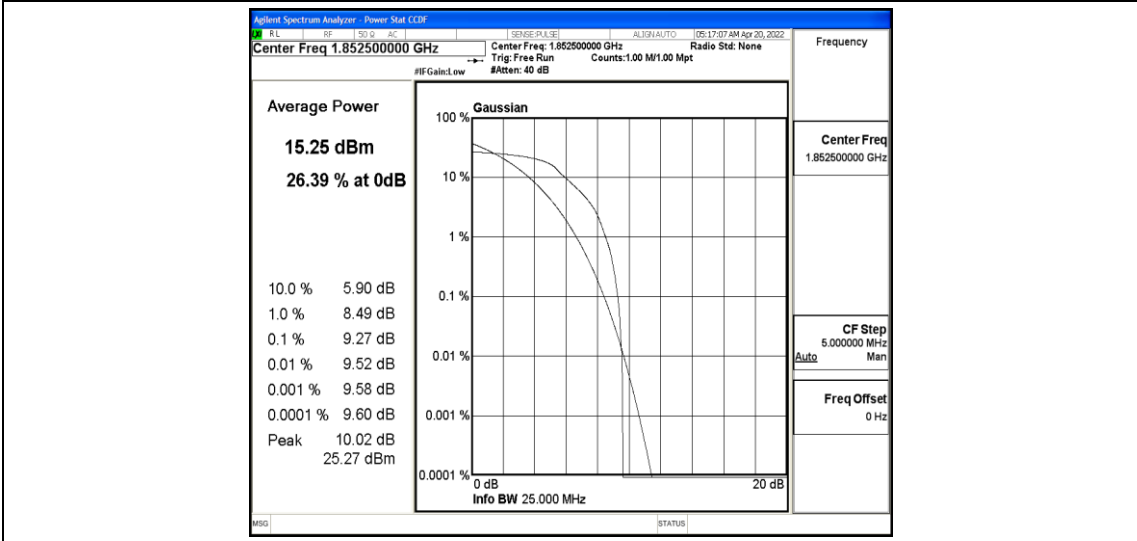 Agilent Spectrum Analyzer - Power Stat CCDF
LXI RL RF 50 Ω AC SENSE:PULSE ALIGNAUTO 05:17:07 AM Apr 20, 2022
Center Freq 1.852500000 GHz
Center Freq: 1.852500000 GHz Radio Std: None
Trig: Free Run Counts:1.00 M/1.00 Mpt
#IFGain:Low #Atten: 40 dB
Frequency
Average Power
15.25 dBm
26.39 % at 0dB
10.0 % 5.90 dB
1.0 % 8.49 dB
0.1 % 9.27 dB
0.01 % 9.52 dB
0.001 % 9.58 dB
0.0001 % 9.60 dB
Peak 10.02 dB
25.27 dBm
Gaussian
100 %
10 %
1 %
0.1 %
0.01 %
0.001 %
0.0001 %
0 dB 20 dB
Info BW 25.000 MHz
Center Freq
1.852500000 GHz
CF Step
5.000000 MHz
Auto Man
Freq Offset
0 Hz
MSG STATUS